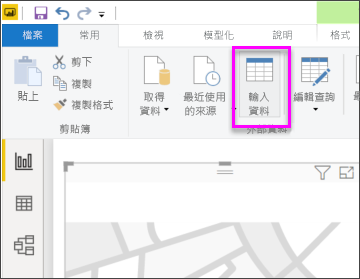 檔案 常用 檢視 模型化 說明 格式
貼上
剪下
複製
複製格式
剪貼簿
取得
資料
最近使用
的來源
輸入
資料
編輯查詢
外部資料